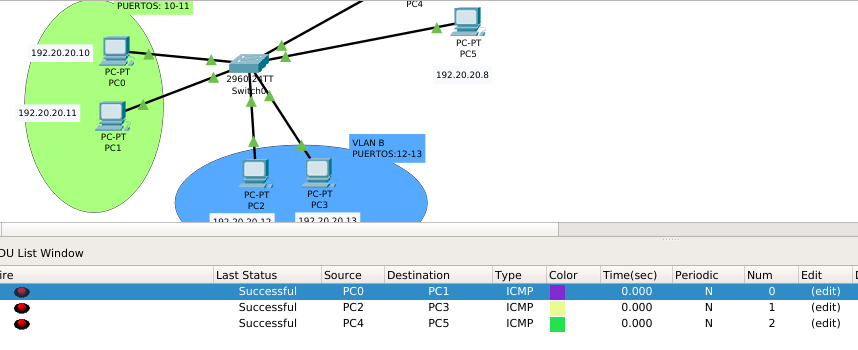 PUERTOS: 10-11
PC4
192.20.20.10
PC-PT
PC0
PC-PT
PC5
192.20.20.8
2960-24TT
Switch0
192.20.20.11
PC-PT
PC1
VLAN B
PUERTOS:12-13
PC-PT
PC2
PC-PT
PC3
192.20.20.12
192.20.20.13
DU List Window
ire Last Status Source Destination Type Color Time(sec) Periodic Num Edit D
Successful PC0 PC1 ICMP 0.000 N 0 (edit)
Successful PC2 PC3 ICMP 0.000 N 1 (edit)
Successful PC4 PC5 ICMP 0.000 N 2 (edit)